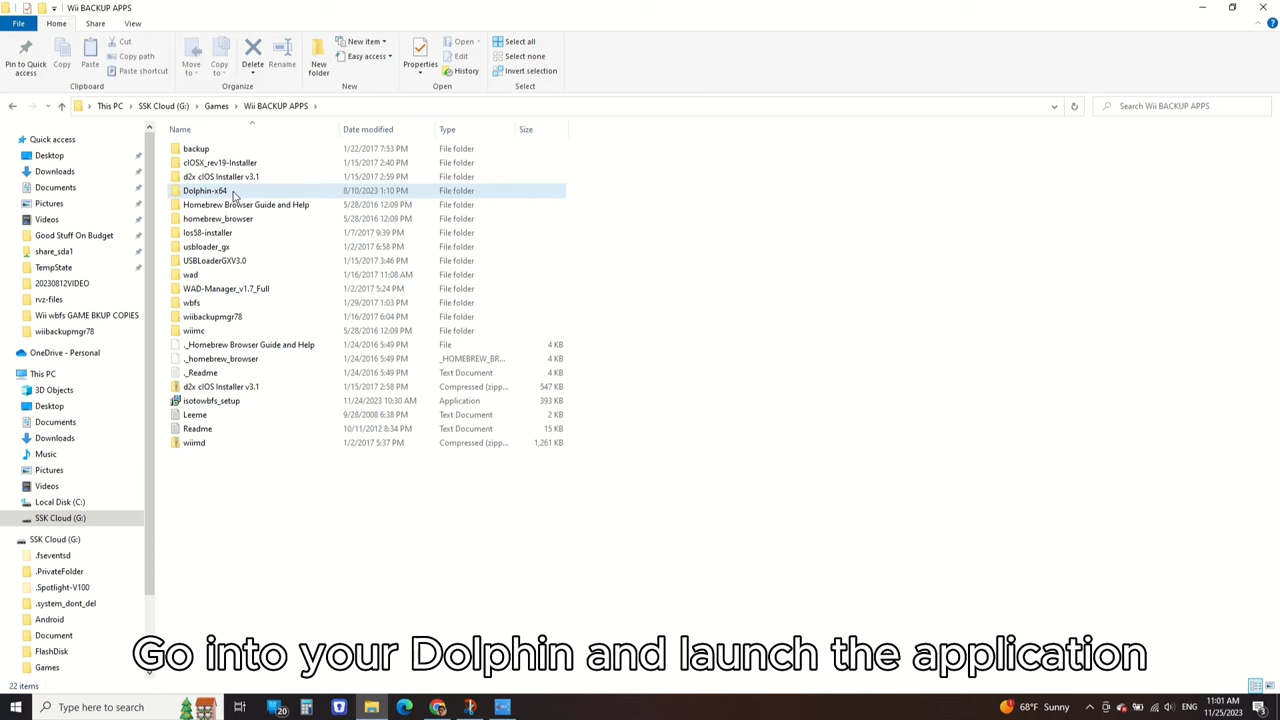 Wii BACKUP APPS
File
Home
Share
View
Pin to Quick access
Copy
Paste
Cut
Copy path
Paste shortcut
Clipboard
Move to
Copy to
Delete
Rename
Organize
New folder
New item
Easy access
New
Properties
Open
Edit
History
Open
Select all
Select none
Invert selection
Select
This PC > SSK Cloud (G:) > Games > Wii BACKUP APPS >
Search Wii BACKUP APPS
Quick access
Desktop
Downloads
Documents
Pictures
Videos
Good Stuff On Budget
share_sda1
TempState
20230812VIDEO
rvz-files
Wii wbfs GAME BKUP COPIES
wiibackupmgr78
OneDrive - Personal
This PC
3D Objects
Desktop
Documents
Downloads
Music
Pictures
Videos
Local Disk (C:)
SSK Cloud (G:)
SSK Cloud (G:)
.fseventsd
.PrivateFolder
.Spotlight-V100
.system_dont_del
Android
Document
FlashDisk
Games
Name Date modified Type Size
backup 1/22/2017 7:53 PM File folder
cIOSX_rev19-Installer 1/15/2017 2:40 PM File folder
d2x cIOS Installer v3.1 1/15/2017 2:59 PM File folder
Dolphin-x64 8/10/2023 1:10 PM File folder
Homebrew Browser Guide and Help 5/28/2016 12:09 PM File folder
homebrew_browser 5/28/2016 12:09 PM File folder
Ios58-installer 1/7/2017 9:39 PM File folder
usbloader_gx 1/2/2017 6:58 PM File folder
USBLoaderGXV3.0 1/15/2017 3:46 PM File folder
wad 1/16/2017 11:08 AM File folder
WAD-Manager_v1.7_Full 1/2/2017 5:24 PM File folder
wbfs 1/29/2017 1:03 PM File folder
wiibackupmgr78 1/16/2017 6:04 PM File folder
wiimc 5/28/2016 12:09 PM File folder
._Homebrew Browser Guide and Help 1/24/2016 5:49 PM File 4 KB
._homebrew_browser 1/24/2016 5:49 PM _HOMEBREW_BR... 4 KB
._Readme 1/24/2016 5:49 PM Text Document 4 KB
d2x cIOS Installer v3.1 1/15/2017 2:58 PM Compressed (zipp... 547 KB
isotowbfs_setup 11/24/2023 10:30 AM Application 393 KB
Leeme 9/28/2008 6:38 PM Text Document 2 KB
Readme 10/11/2012 8:34 PM Text Document 15 KB
wiimd 1/2/2017 5:37 PM Compressed (zipp... 1,261 KB
Go into your Dolphin and launch the application
22 items
Type here to search
20
68°F Sunny
ENG
11:01 AM
11/25/2023
3